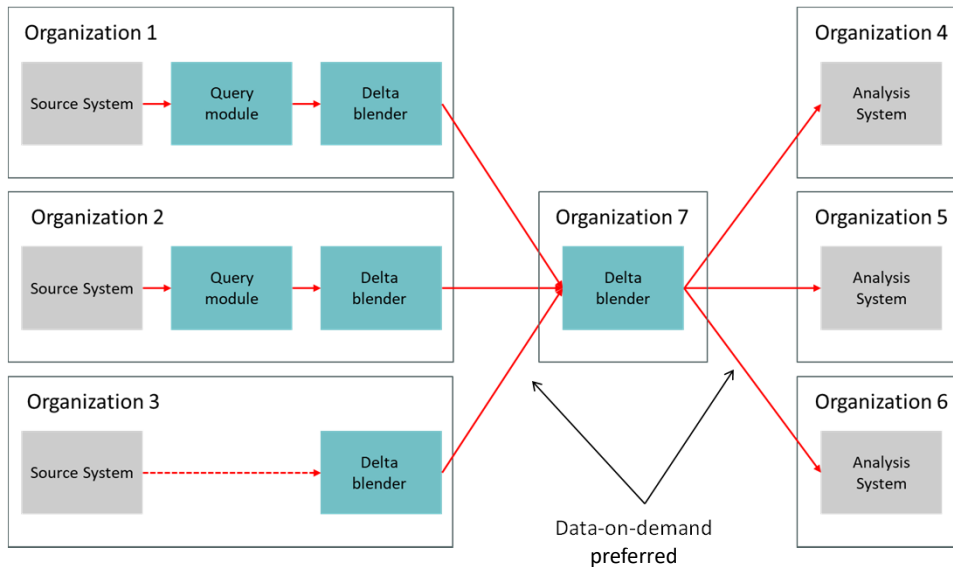 Organization 1
Source System
Query
module
Delta
blender
Organization 2
Source System
Query
module
Delta
blender
Organization 3
Source System
Delta
blender
Organization 7
Delta
blender
Data-on-demand
preferred
Organization 4
Analysis
System
Organization 5
Analysis
System
Organization 6
Analysis
System